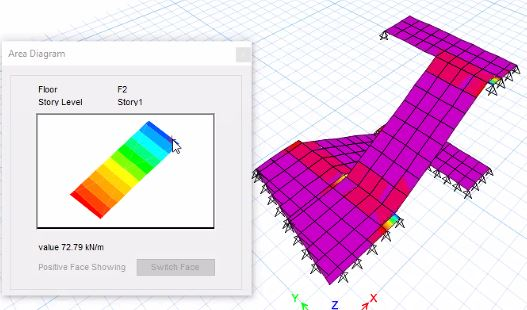 Area Diagram
Floor F2
Story Level Story1
value 72.79 kN/m
Positive Face Showing Switch Face
Y Z X